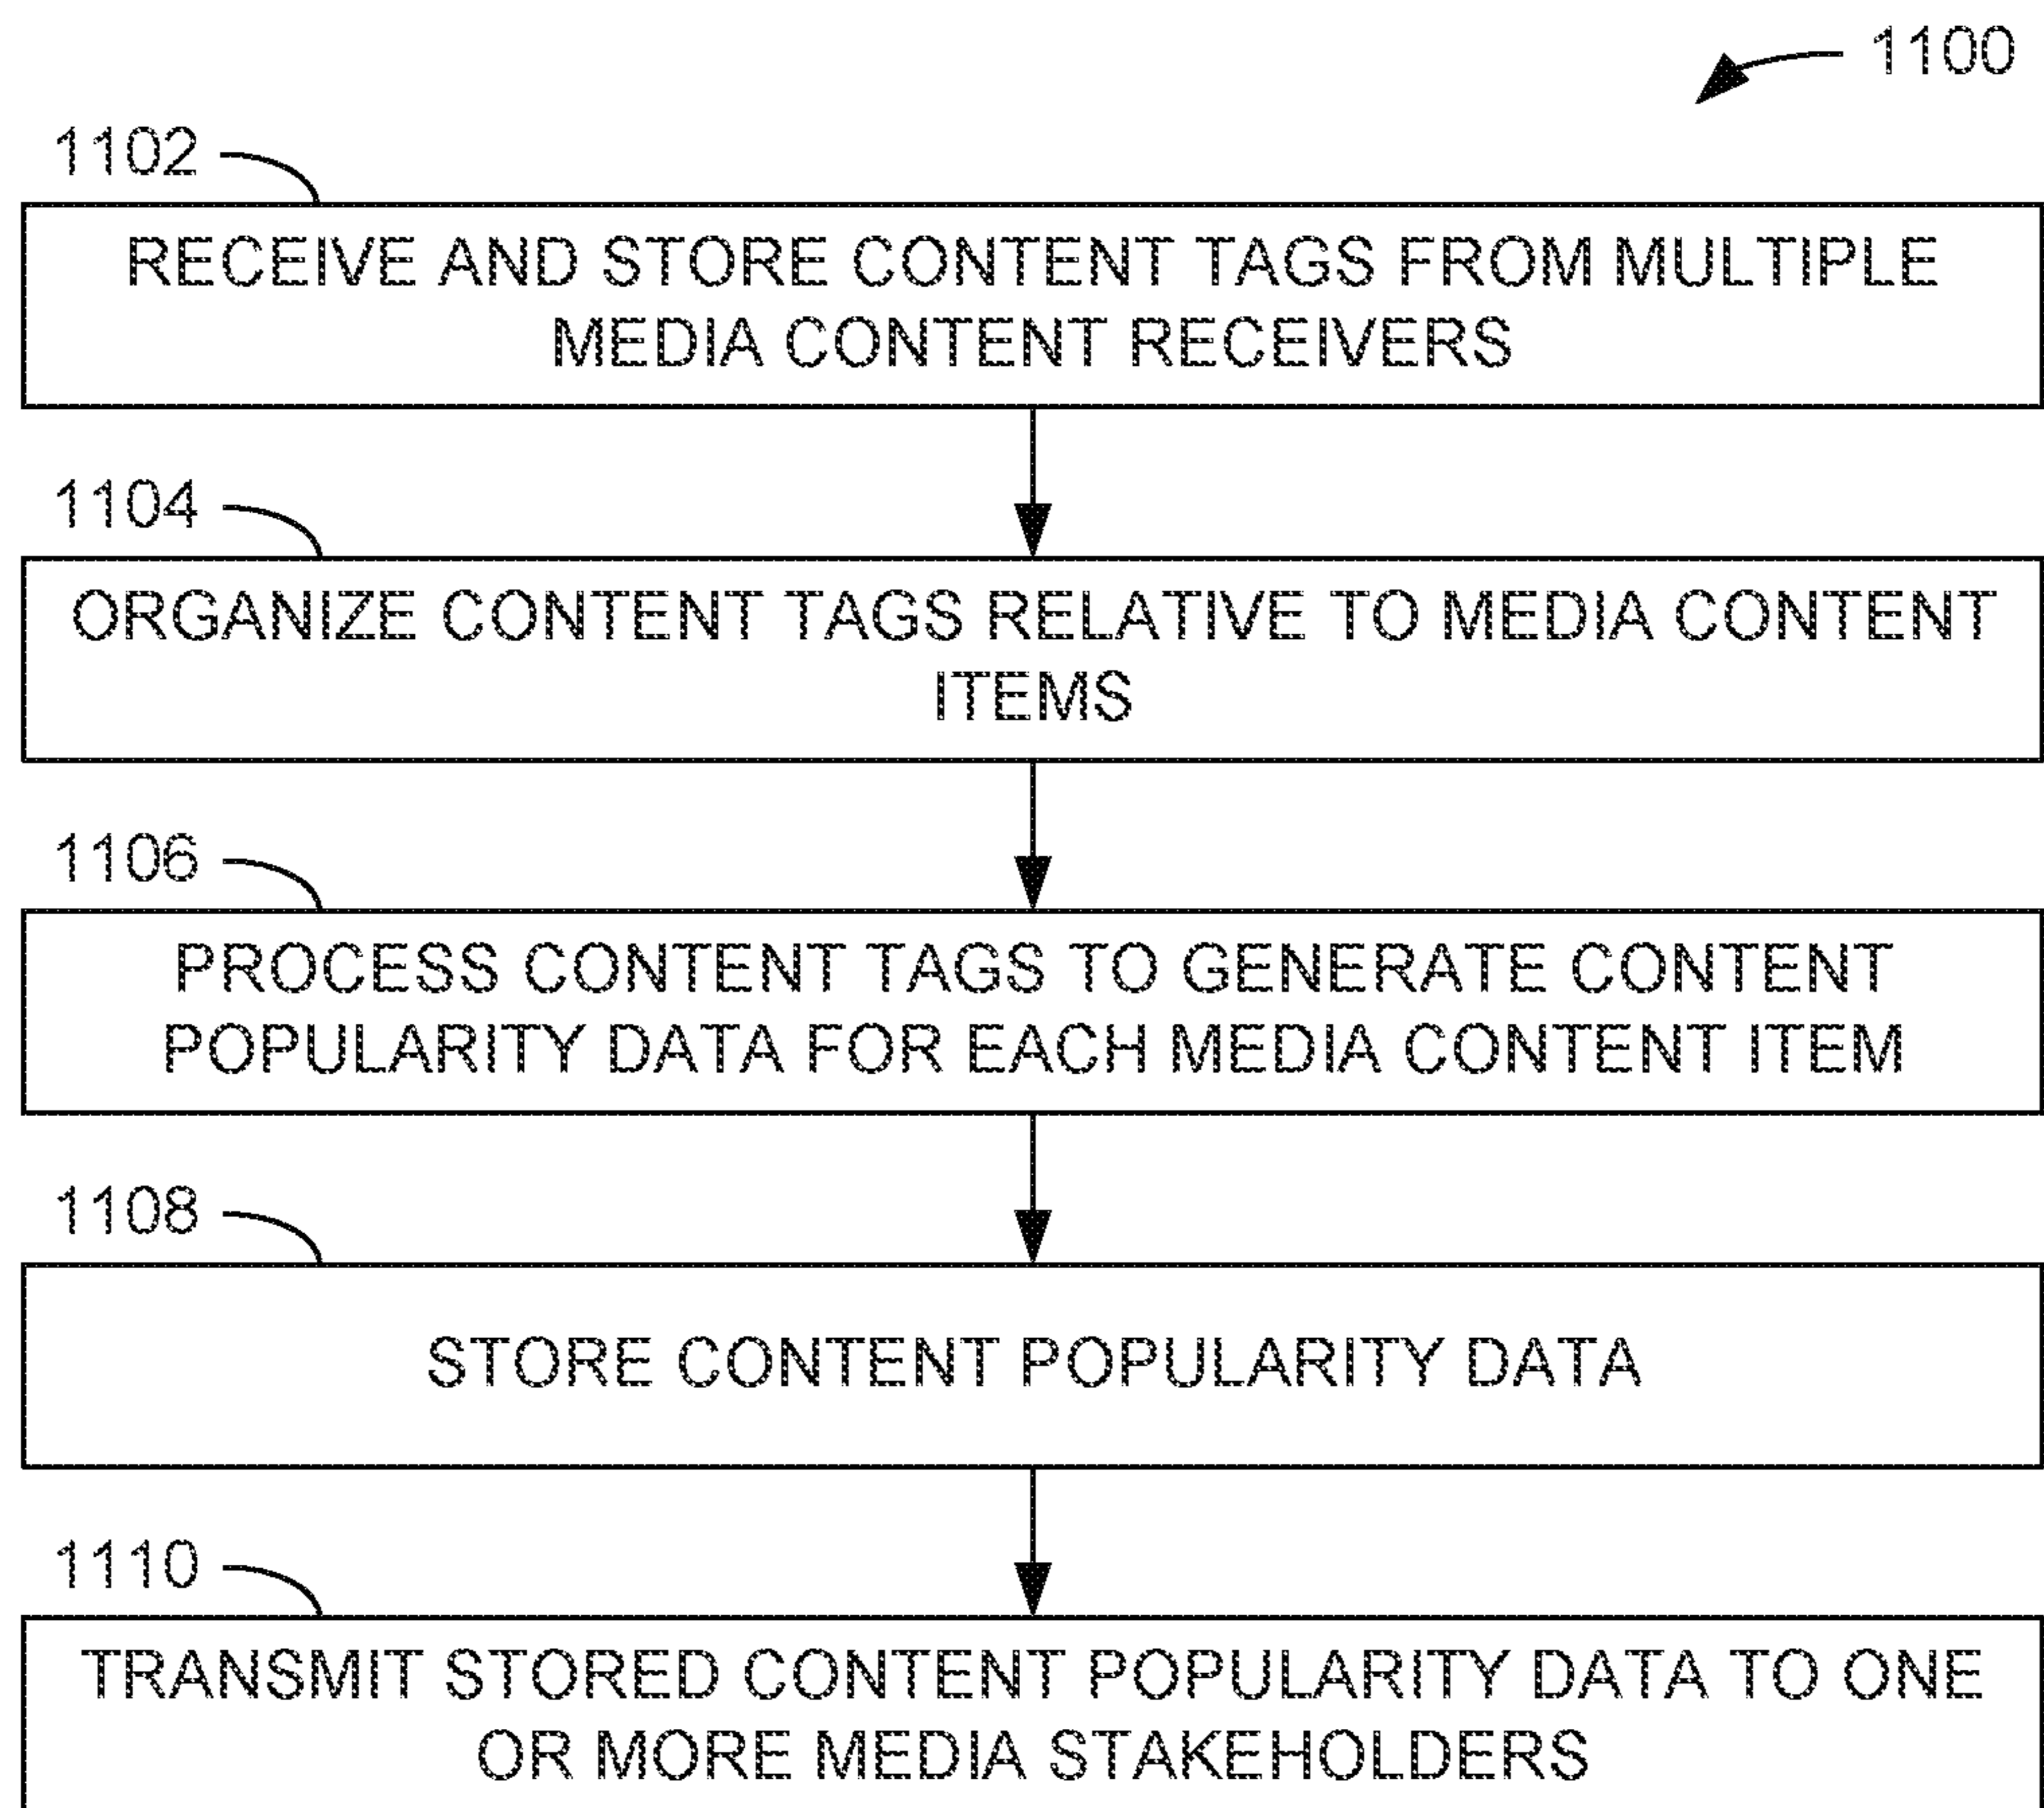 1100
1102
RECEIVE AND STORE CONTENT TAGS FROM MULTIPLE
MEDIA CONTENT RECEIVERS
1104
ORGANIZE CONTENT TAGS RELATIVE TO MEDIA CONTENT
ITEMS
1106
PROCESS CONTENT TAGS TO GENERATE CONTENT
POPULARITY DATA FOR EACH MEDIA CONTENT ITEM
1108
STORE CONTENT POPULARITY DATA
1110
TRANSMIT STORED CONTENT POPULARITY DATA TO ONE
OR MORE MEDIA STAKEHOLDERS